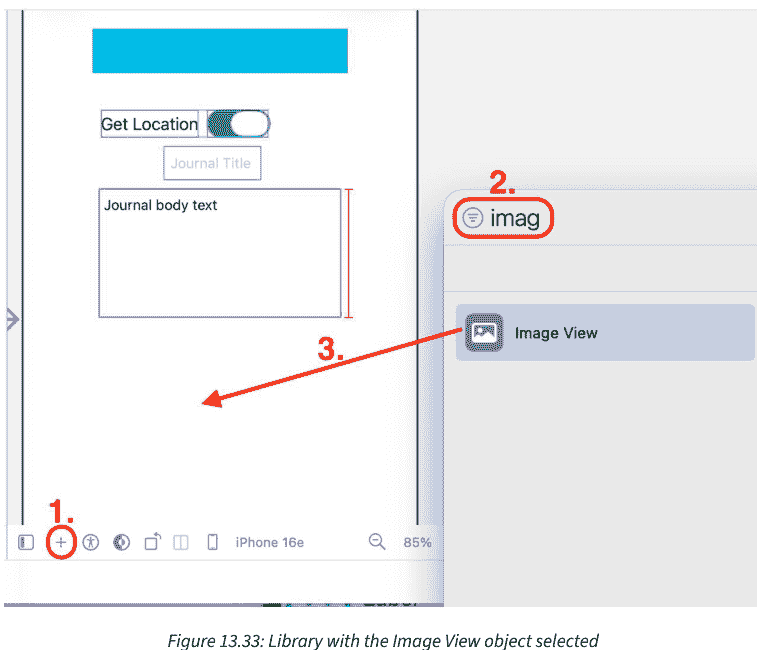 Get Location
Journal Title
Journal body text
2.
imag
Image View
3.
1.
iPhone 16e
85%
Figure 13.33: Library with the Image View object selected